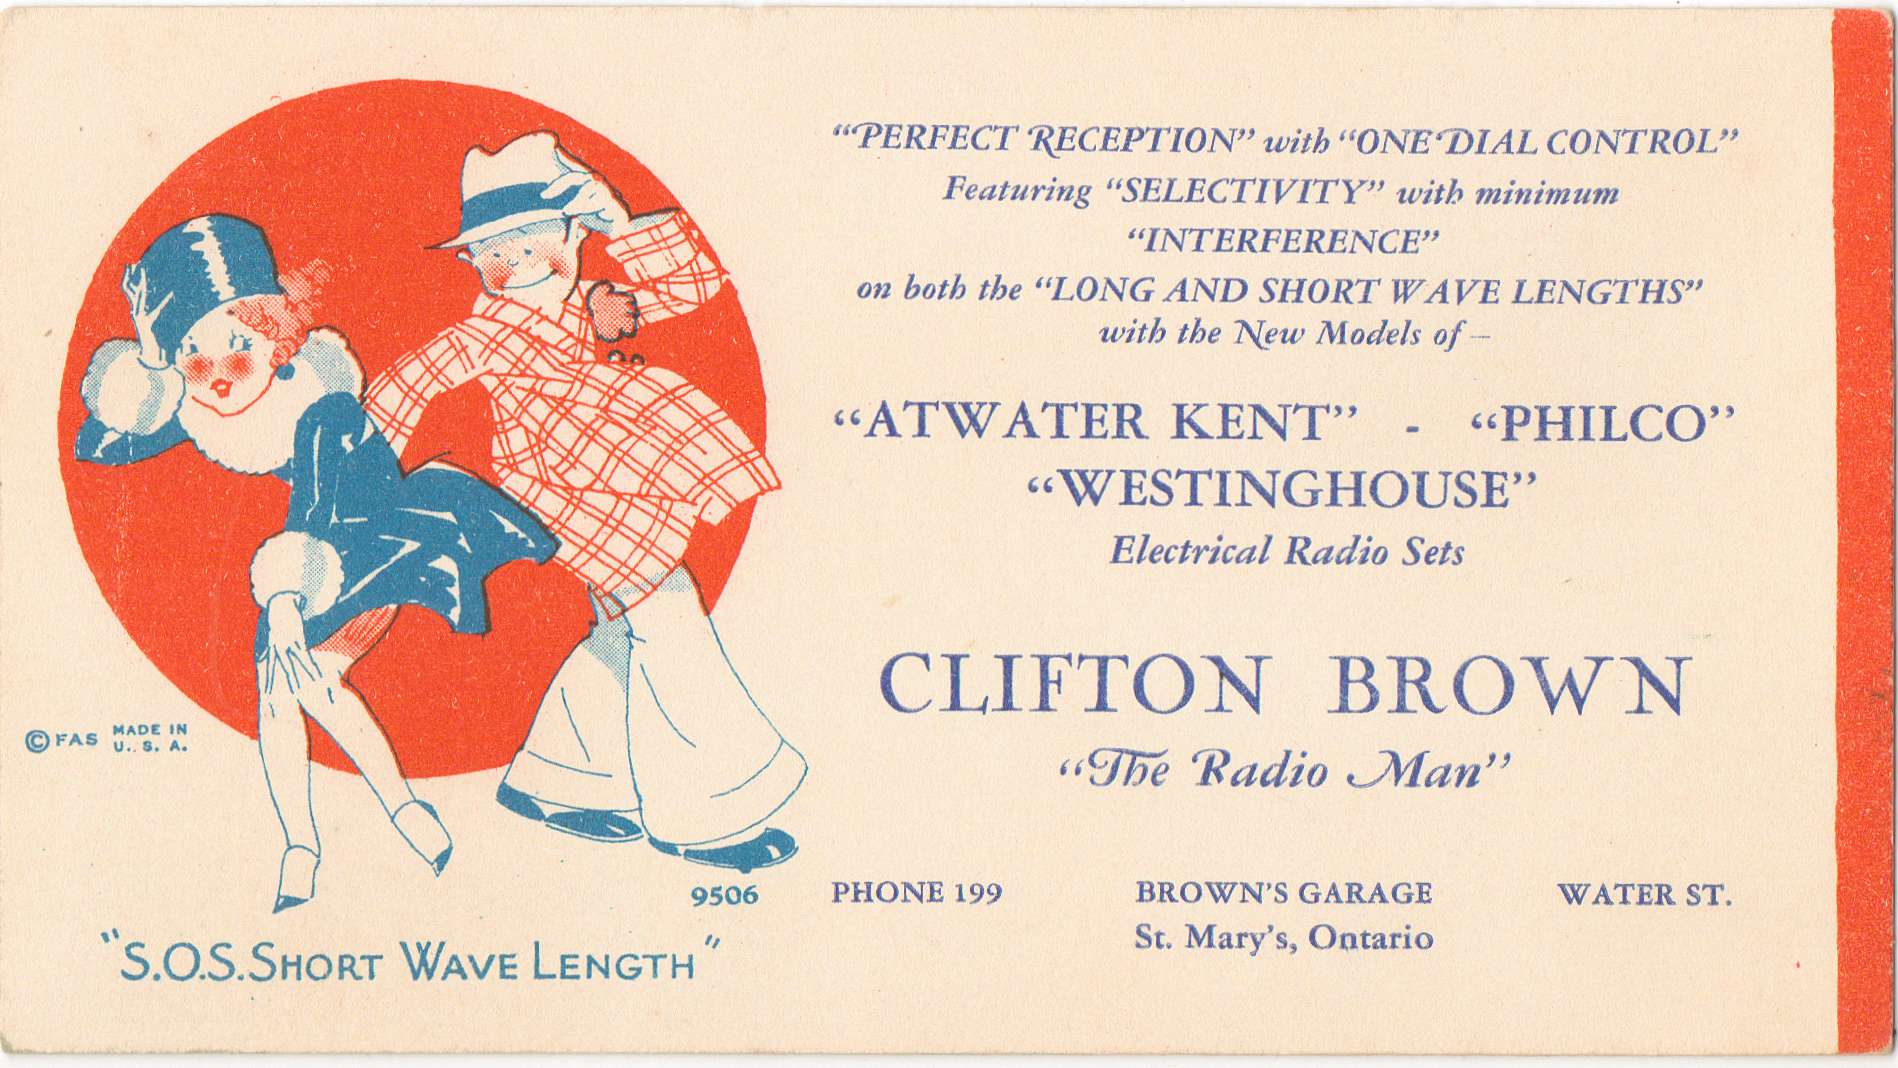 “PERFECT RECEPTION” with “ONE DIAL CONTROL”
Featuring “SELECTIVITY” with minimum
“INTERFERENCE”
on both the “LONG AND SHORT WAVE LENGTHS”
with the New Models of –
“ATWATER KENT” - “PHILCO”
“WESTINGHOUSE”
Electrical Radio Sets
CLIFTON BROWN
“The Radio Man”
PHONE 199 BROWN'S GARAGE WATER ST.
St. Mary's, Ontario
© FAS MADE IN
U. S. A.
9506
"S.O.S. SHORT WAVE LENGTH"